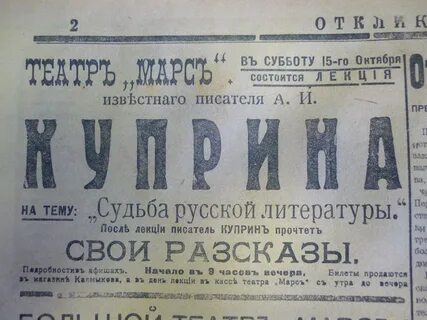 2 ОТКЛИК
ТЕАТРЪ „МАРСЪ“. ВЪ СУББОТУ 15-го Октября
состоится ЛЕКЦІЯ
извѣстнаго писателя А. И.
КУПРИНА
НА ТЕМУ: „Судьба русской литературы.“
Послѣ лекціи писатель КУПРИН прочтетъ
СВОИ РАЗСКАЗЫ.
Подробности въ афишахъ. Начало въ 9 часовъ вечера. Билеты продаются
въ магазинѣ Калмыкова, а въ день лекціи въ кассѣ театра „Марсъ“ съ утра до вечера
БОЛЬШОЙ ТЕАТРЪ „МАРСЪ